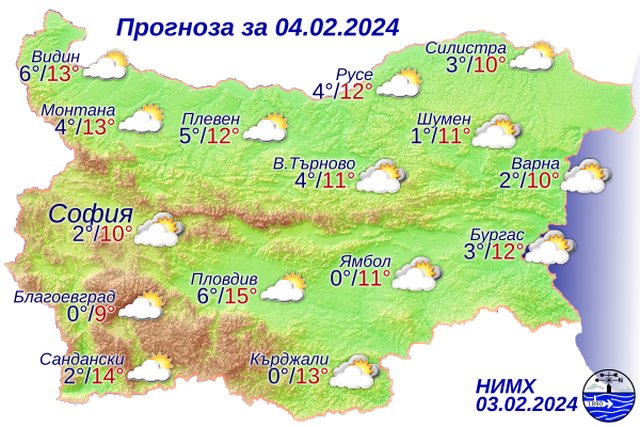 Прогноза за 04.02.2024
Силистра
3°/10°
Видин
6°/13°
Русе
4°/12°
Монтана
4°/13°
Плевен
5°/12°
Шумен
1°/11°
В.Търново
4°/11°
Варна
2°/10°
София
2°/10°
Бургас
3°/12°
Ямбол
0°/11°
Пловдив
6°/15°
Благоевград
0°/9°
Сандански
2°/14°
Кърджали
0°/13°
НИМХ
03.02.2024
N
1890